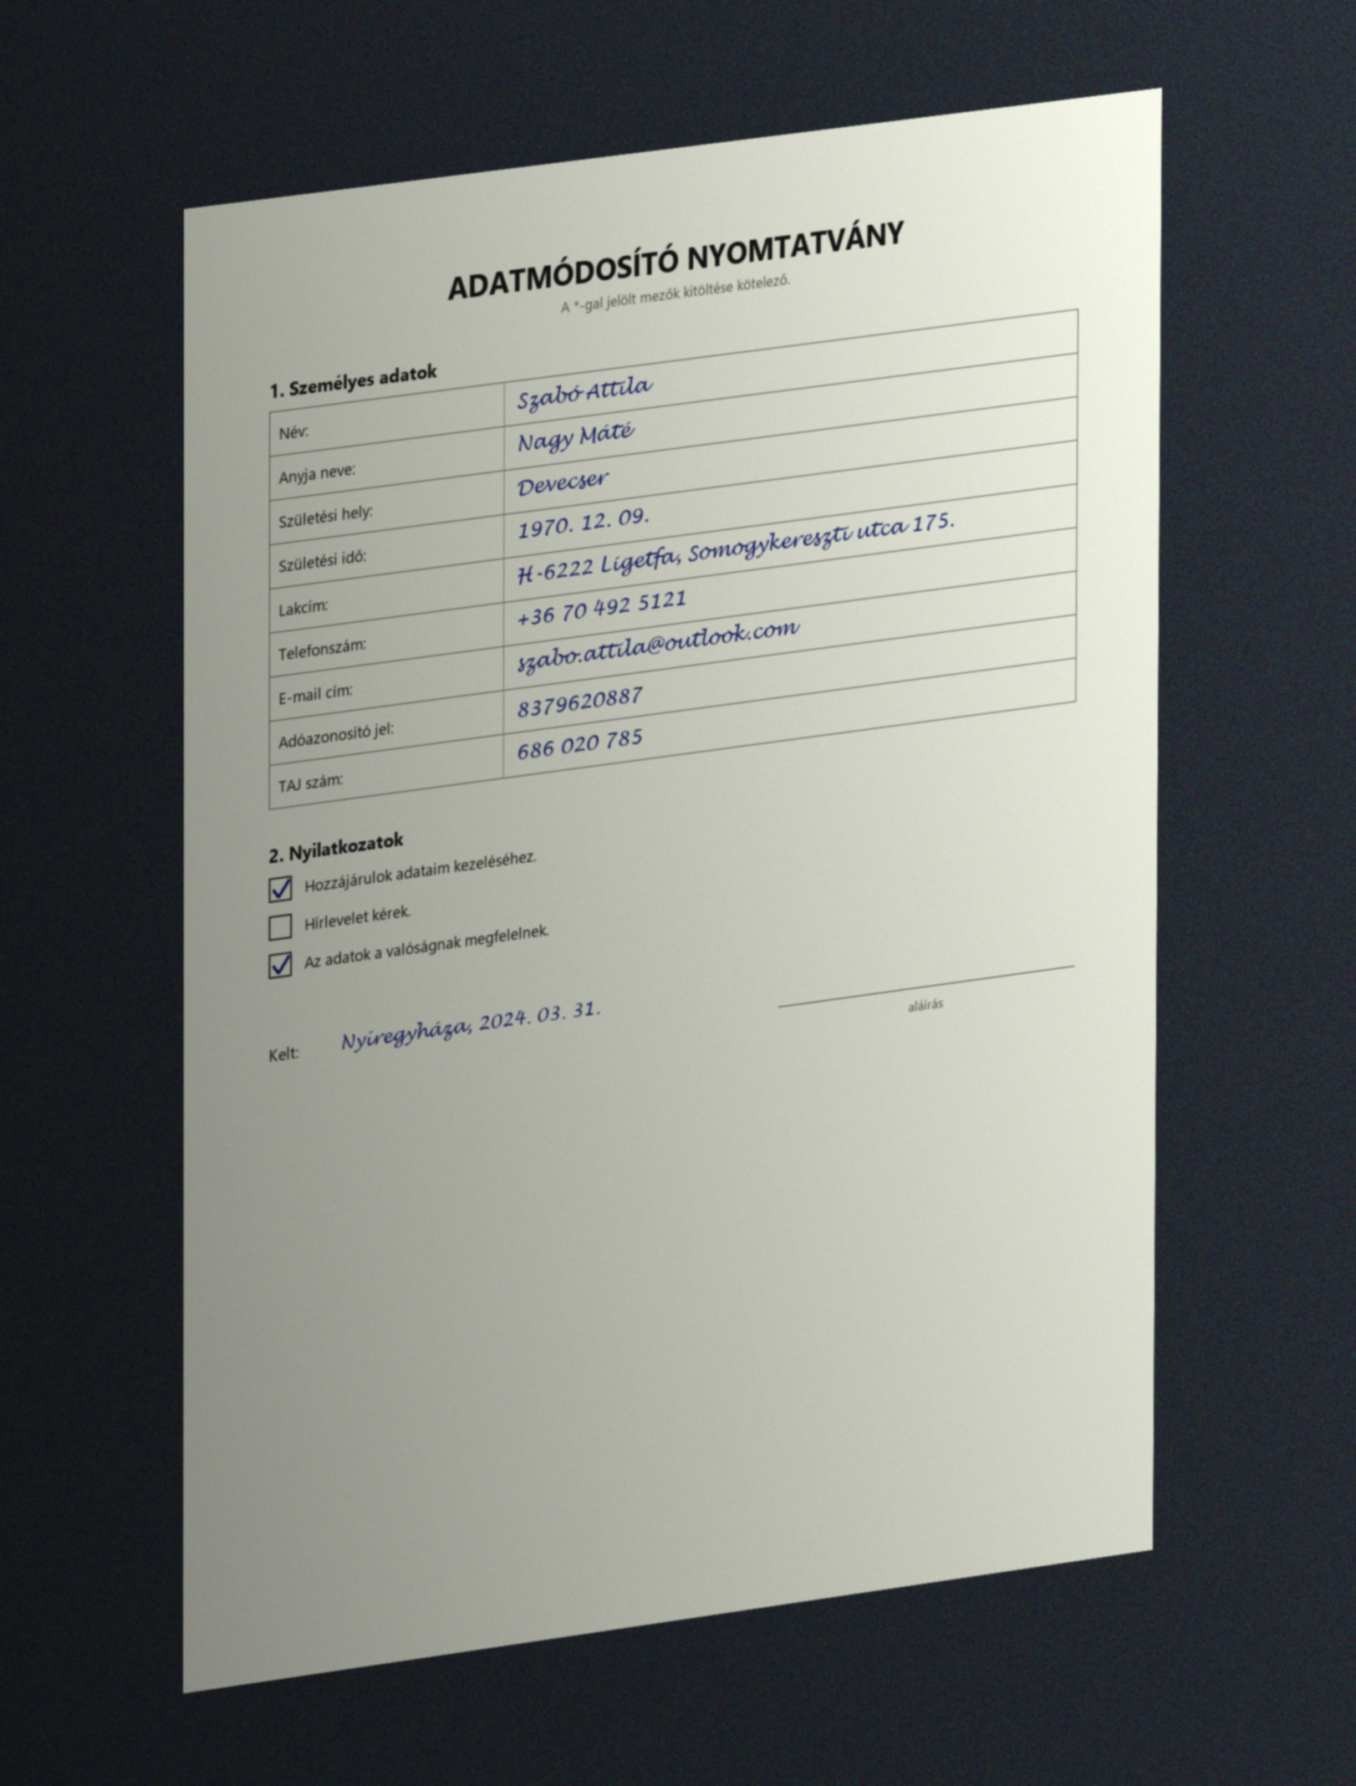 ADATMÓDOSÍTÓ NYOMTATVÁNY
A *-gal jelölt mezők kitöltése kötelező.
1. Személyes adatok
Név: Szabó Attila
Anyja neve: Nagy Máté
Születési hely: Devecser
Születési idő: 1970. 12. 09.
Lakcím: H-6222 Ligetfa, Somogykereszti utca 175.
Telefonszám: +36 70 492 5121
E-mail cím: szabo.attila@outlook.com
Adóazonosító jel: 8379620887
TAJ szám: 686 020 785
2. Nyilatkozatok
Hozzájárulok adataim kezeléséhez.
Hírlevelet kérek.
Az adatok a valóságnak megfelelnek.
Kelt: Nyíregyháza, 2024. 03. 31.
aláírás